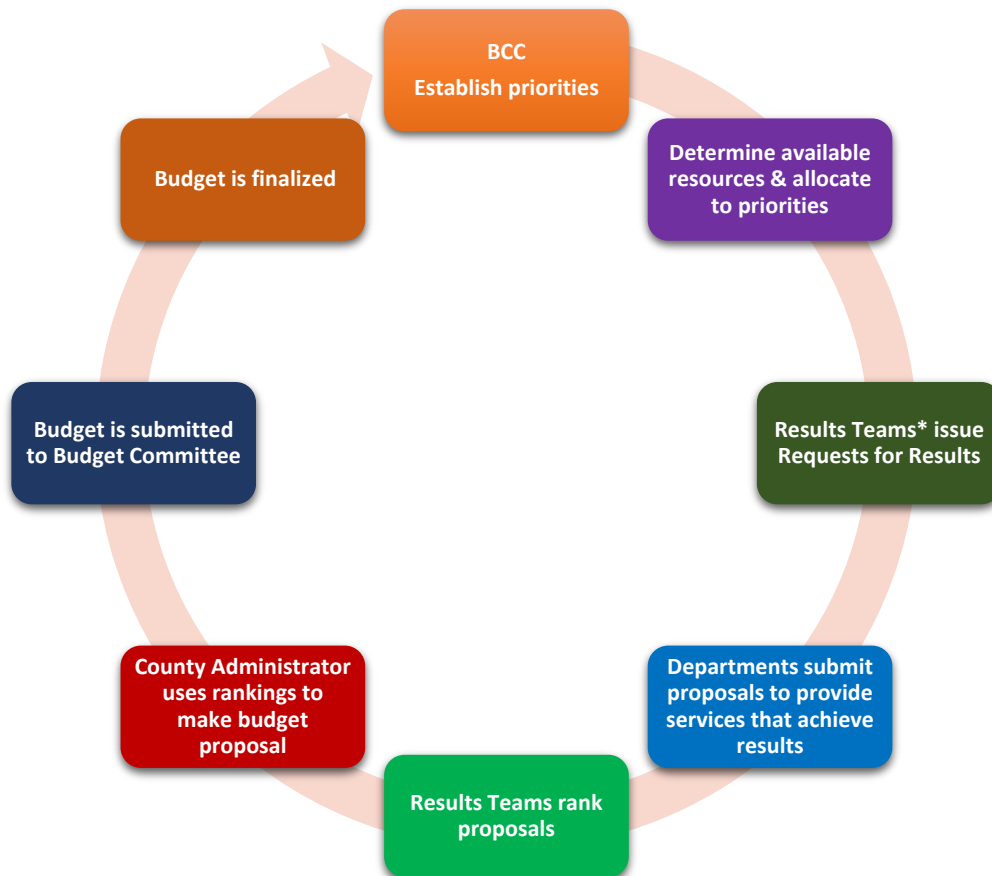 BCC
Establish priorities
Determine available
resources & allocate
to priorities
Results Teams* issue
Requests for Results
Departments submit
proposals to provide
services that achieve
results
Results Teams rank
proposals
County Administrator
uses rankings to
make budget
proposal
Budget is submitted
to Budget Committee
Budget is finalized